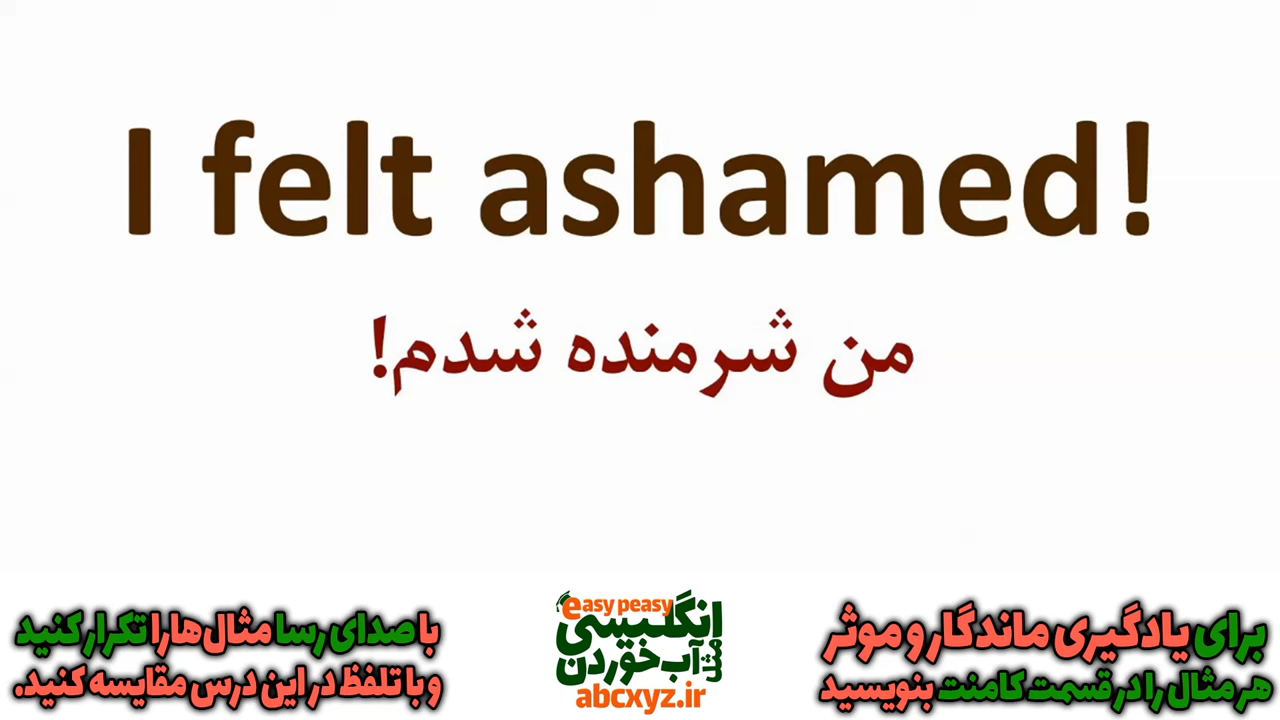 I felt ashamed!
من شرمنده شدم!
برای یادگیری ماندگار و موثر
هر مثال را در قسمت کامنت بنویسید
easy peasy
انگلیسی
مثل آب خوردن
abcxyz.ir
با صدای رسا مثال‌ها را تکرار کنید
و با تلفظ در این درس مقایسه کنید.